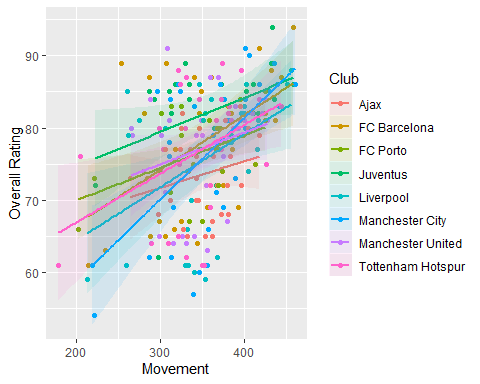 90
80
70
60
Overall Rating
200
300
400
Movement
Club
Ajax
FC Barcelona
FC Porto
Juventus
Liverpool
Manchester City
Manchester United
Tottenham Hotspur